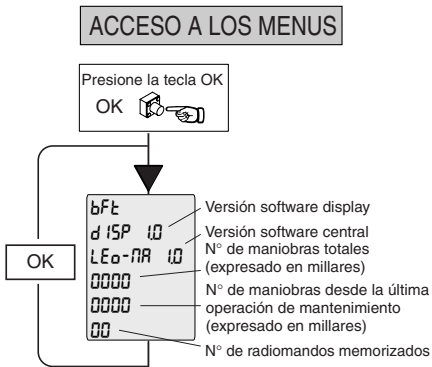 ACCESO A LOS MENUS
Presione la tecla OK
OK
OK
bFt
dISP 1.0
LEo-MA 1.0
0000
0000
00
Versión software display
Versión software central
N° de maniobras totales
(expresado en millares)
N° de maniobras desde la última
operación de mantenimiento
(expresado en millares)
N° de radiomandos memorizados